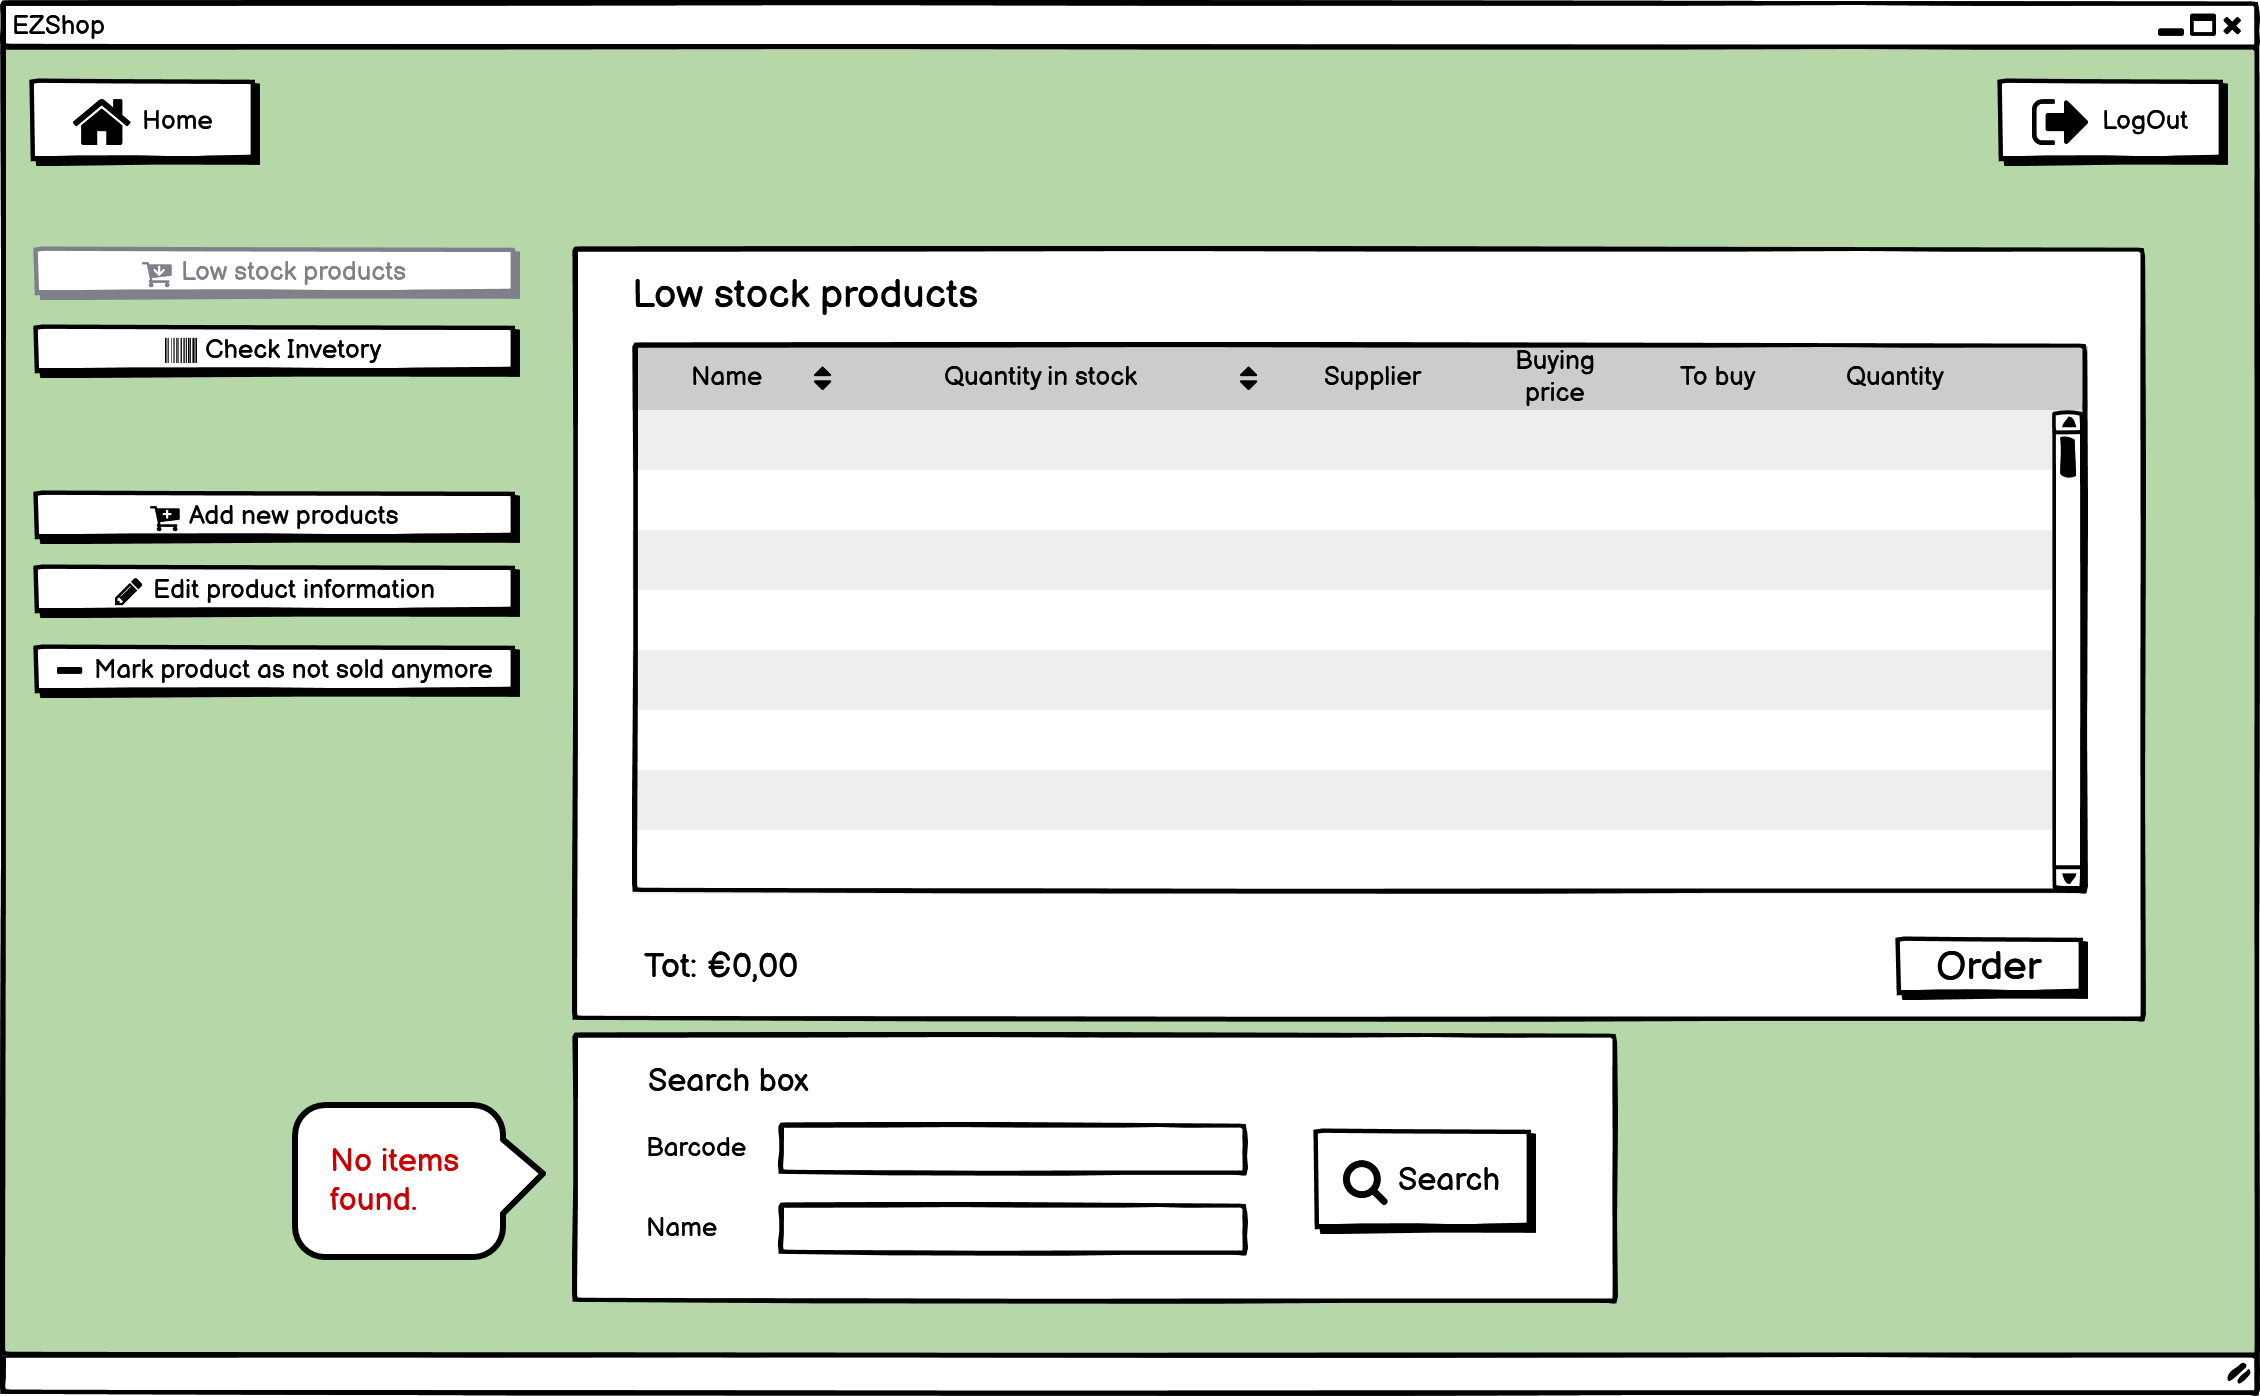 EZShop
Home
LogOut
Low stock products
Check Invetory
Add new products
Edit product information
Mark product as not sold anymore
Low stock products
Name
Quantity in stock
Supplier
Buying
price
To buy
Quantity
Tot: €0,00
Order
Search box
Barcode
Name
Search
No items
found.